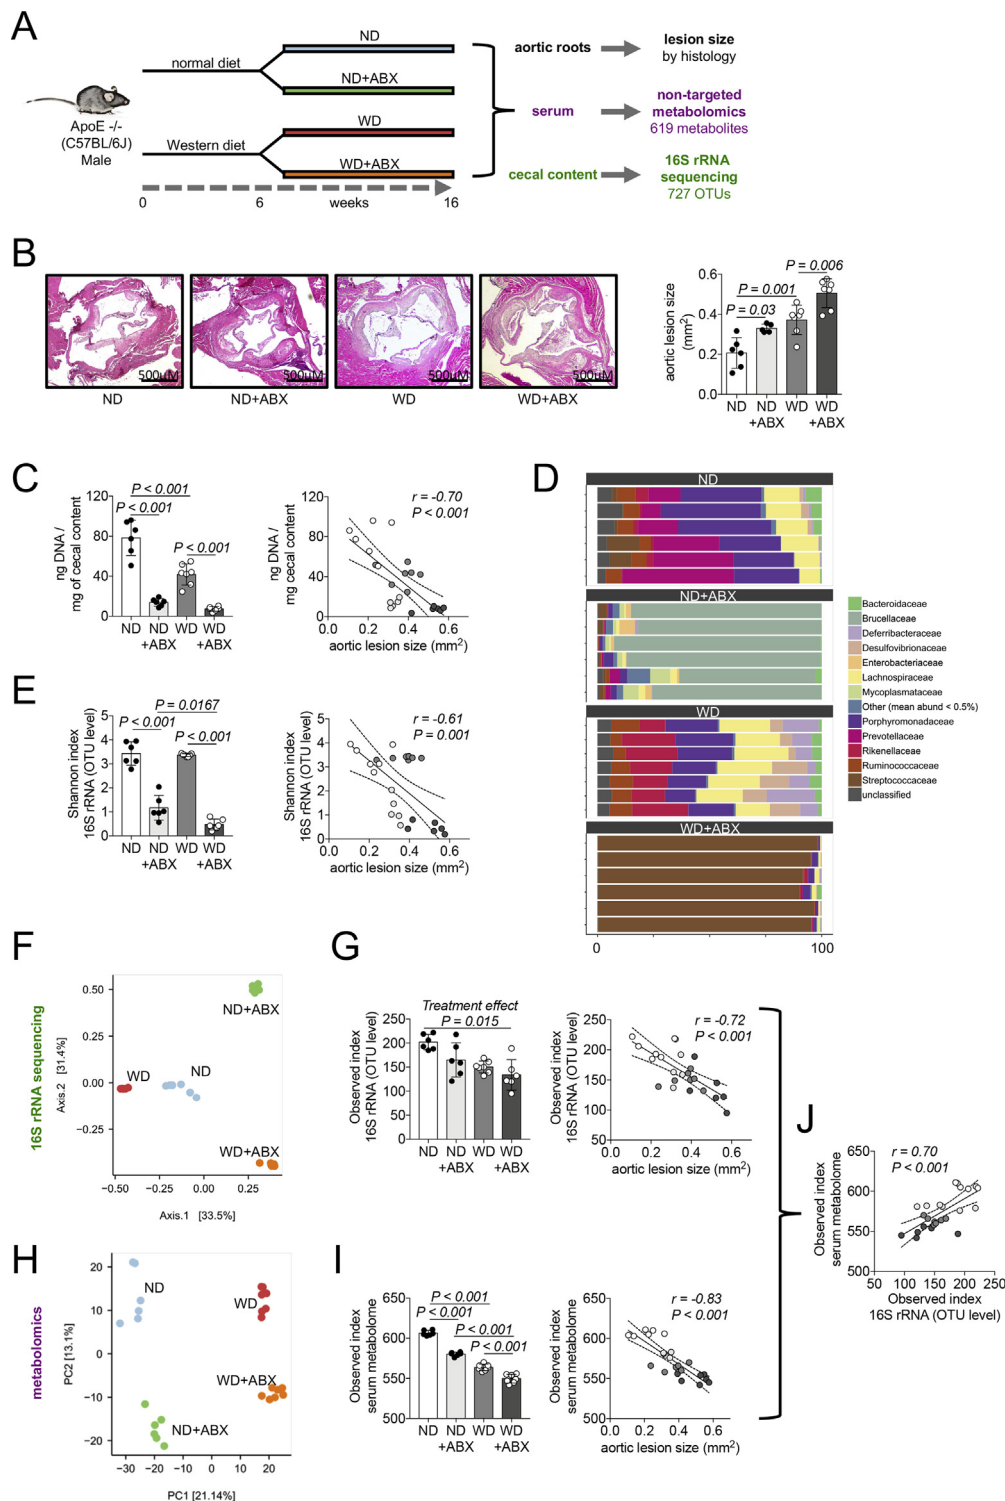 A
ND
normal diet
ND+ABX
WD
Western diet
WD+ABX
ApoE -/-
(C57BL/6J)
Male
0 6 weeks 16
aortic roots
lesion size
by histology
serum
non-targeted
metabolomics
619 metabolites
cecal content
16S rRNA
sequencing
727 OTUs
B
500µM 500µM 500µM 500µM
ND ND+ABX WD WD+ABX
aortic lesion size
(mm²)
0.6
0.4
0.2
0.0
P = 0.006
P = 0.001
P = 0.03
ND ND WD WD
+ABX +ABX
C
ng DNA /
mg of cecal content
120
80
40
0
P < 0.001
P < 0.001
P < 0.001
ND ND WD WD
+ABX +ABX
ng DNA /
mg of cecal content
120
80
40
0
r = -0.70
P < 0.001
0.0 0.2 0.4 0.6
aortic lesion size (mm²)
D
ND
ND+ABX
WD
WD+ABX
0 100
Bacteroidaceae
Brucellaceae
Deferribacteraceae
Desulfovibrionaceae
Enterobacteriaceae
Lachnospiraceae
Mycoplasmataceae
Other (mean abund < 0.5%)
Porphyromonadaceae
Prevotellaceae
Rikenellaceae
Ruminococcaceae
Streptococcaceae
unclassified
E
Shannon index
16S rRNA (OTU level)
5
4
3
2
1
0
P = 0.0167
P < 0.001
P < 0.001
ND ND WD WD
+ABX +ABX
Shannon index
16S rRNA (OTU level)
5
4
3
2
1
0
r = -0.61
P = 0.001
0.0 0.2 0.4 0.6
aortic lesion size (mm²)
F
16S rRNA sequencing
Axis.2 [31.4%]
0.50
0.25
0.00
−0.25
ND+ABX
WD
ND
WD+ABX
−0.50 −0.25 0.00 0.25
Axis.1 [33.5%]
G
Observed index
16S rRNA (OTU level)
250
200
150
100
50
0
Treatment effect
P = 0.015
ND ND WD WD
+ABX +ABX
Observed index
16S rRNA (OTU level)
250
200
150
100
50
r = -0.72
P < 0.001
0.0 0.2 0.4 0.6
aortic lesion size (mm²)
H
metabolomics
PC2 [13.1%]
20
10
0
−10
−20
ND
WD
WD+ABX
ND+ABX
−30 −20 −10 0 10 20
PC1 [21.14%]
I
Observed index
serum metabolome
650
600
550
500
P < 0.001
P < 0.001
P < 0.001
P < 0.001
ND ND WD WD
+ABX +ABX
Observed index
serum metabolome
650
600
550
500
r = -0.83
P < 0.001
0.0 0.2 0.4 0.6
aortic lesion size (mm²)
J
Observed index
serum metabolome
650
600
550
500
r = 0.70
P < 0.001
50 100 150 200 250
Observed index
16S rRNA (OTU level)